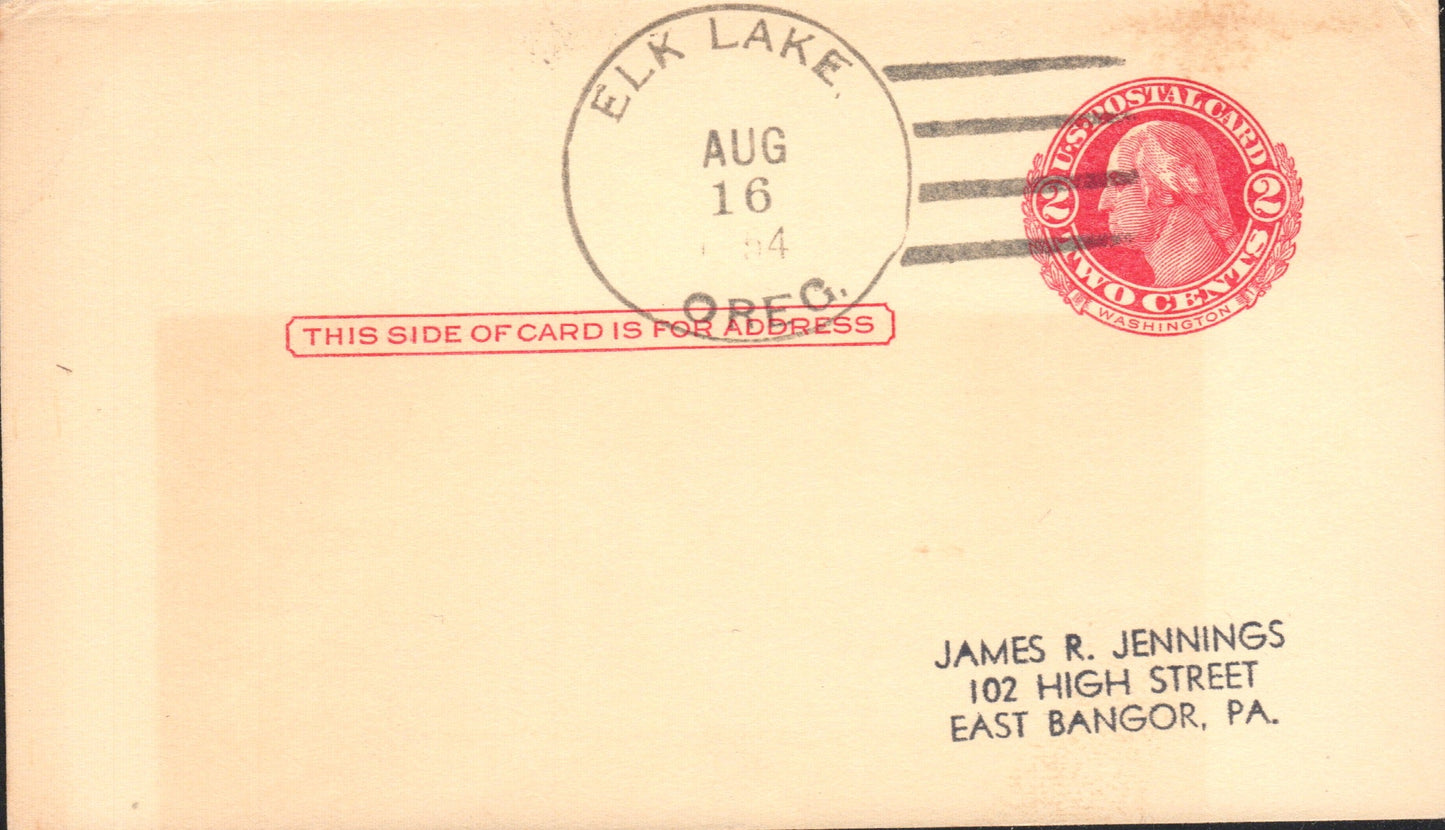 ELK LAKE,
AUG
16
54
OREG.
U.S. POSTAL CARD
2 2
TWO CENTS
WASHINGTON
THIS SIDE OF CARD IS FOR ADDRESS
JAMES R. JENNINGS
102 HIGH STREET
EAST BANGOR, PA.